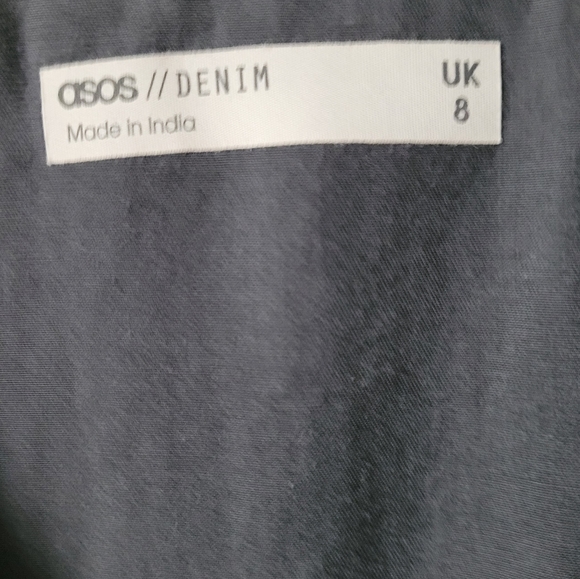 asos // DENIM
Made in India
UK
8